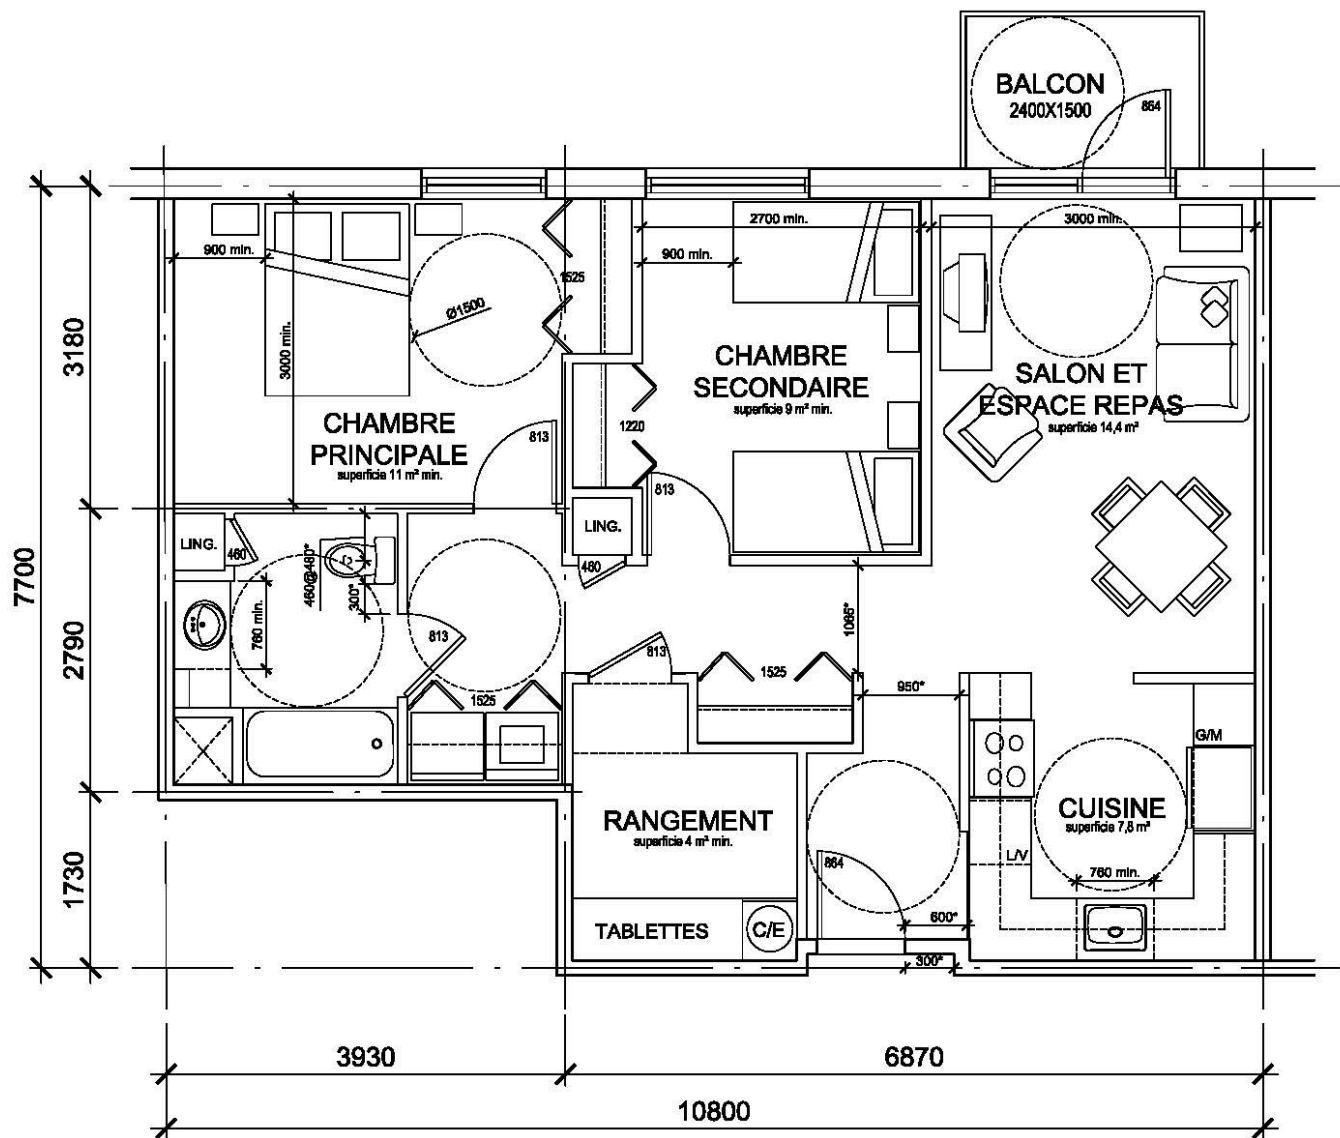 BALCON
2400X1500
864
2700 min.
3000 min.
900 min.
900 min.
1525
Ø1500
3000 min.
3180
CHAMBRE
SECONDAIRE
superficie 9 m² min.
SALON ET
ESPACE REPAS
superficie 14,4 m²
CHAMBRE
PRINCIPALE
superficie 11 m² min.
813
1220
813
LING.
LING.
460
460@480*
300*
460
7700
2790
760 min.
813
813
1065*
1525
1525
950*
G/M
RANGEMENT
superficie 4 m² min.
CUISINE
superficie 7,8 m²
L/V
864
760 min.
1730
TABLETTES
C/E
600*
300*
3930
6870
10800